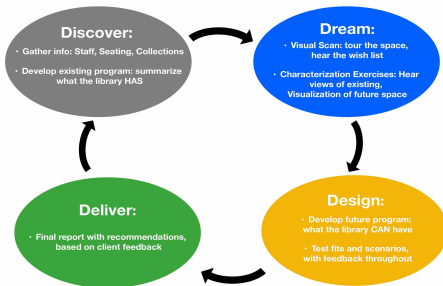 Discover:
· Gather info: Staff, Seating, Collections
· Develop existing program: summarize
what the library HAS
Dream:
· Visual Scan: tour the space,
hear the wish list
· Characterization Exercises: Hear
views of existing,
Visualization of future space
Design:
· Develop future program:
what the library CAN have
· Test fits and scenarios,
with feedback throughout
Deliver:
· Final report with recommendations,
based on client feedback